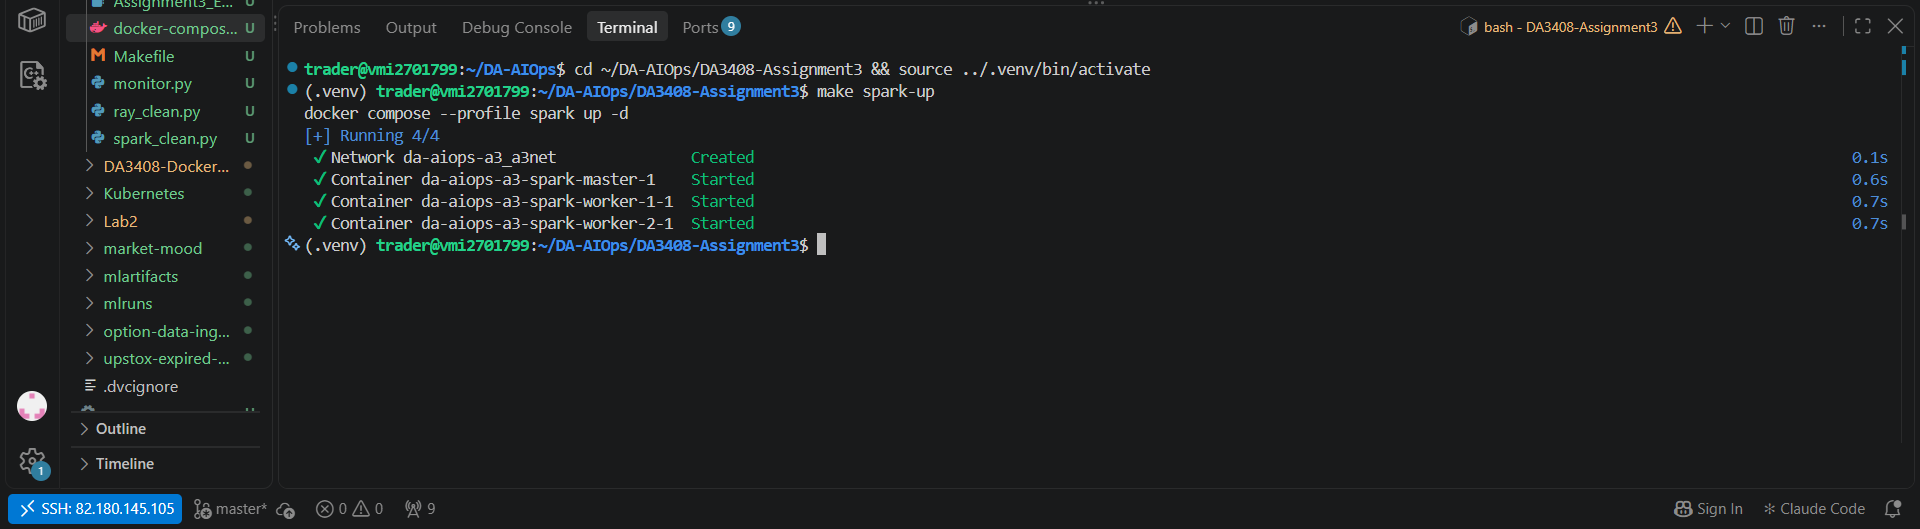 Assignment3_E... U
docker-compos... U
Makefile U
monitor.py U
ray_clean.py U
spark_clean.py U
DA3408-Docker...
Kubernetes
Lab2
market-mood
mlartifacts
mlruns
option-data-ing...
upstox-expired-...
.dvcignore
Outline
Timeline
1
Problems Output Debug Console Terminal Ports 9
bash - DA3408-Assignment3
trader@vmi2701799:~/DA-AIOps$ cd ~/DA-AIOps/DA3408-Assignment3 && source ../.venv/bin/activate
(.venv) trader@vmi2701799:~/DA-AIOps/DA3408-Assignment3$ make spark-up
docker compose --profile spark up -d
[+] Running 4/4
✓ Network da-aiops-a3_a3net Created 0.1s
✓ Container da-aiops-a3-spark-master-1 Started 0.6s
✓ Container da-aiops-a3-spark-worker-1-1 Started 0.7s
✓ Container da-aiops-a3-spark-worker-2-1 Started 0.7s
(.venv) trader@vmi2701799:~/DA-AIOps/DA3408-Assignment3$
SSH: 82.180.145.105 master* 0 0 9 Sign In Claude Code